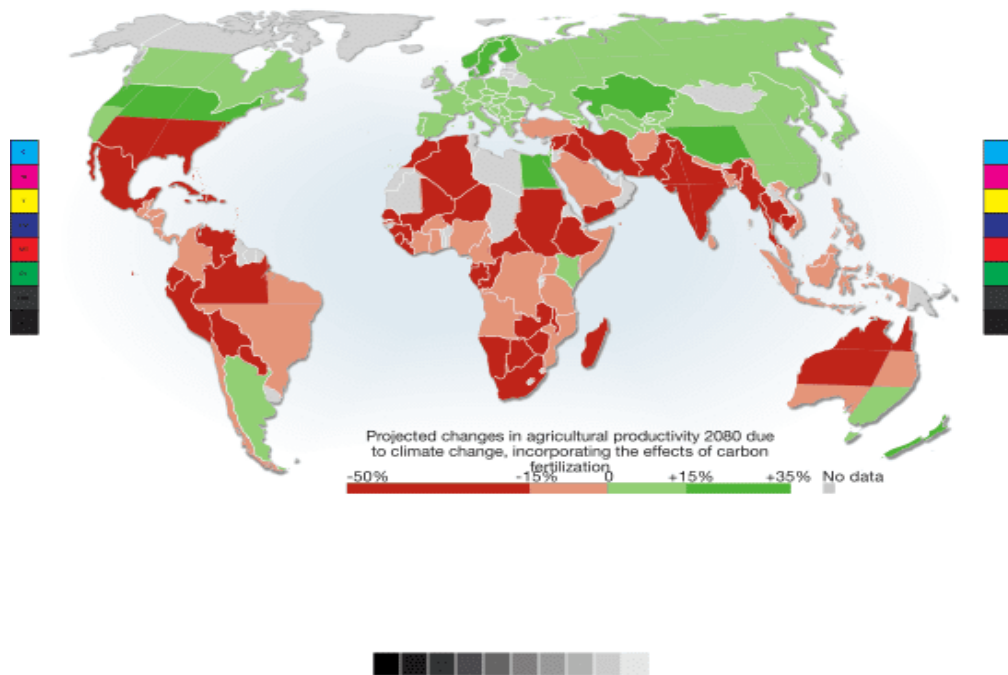 Projected changes in agricultural productivity 2080 due
to climate change, incorporating the effects of carbon
fertilization
-50% -15% 0 +15% +35% No data